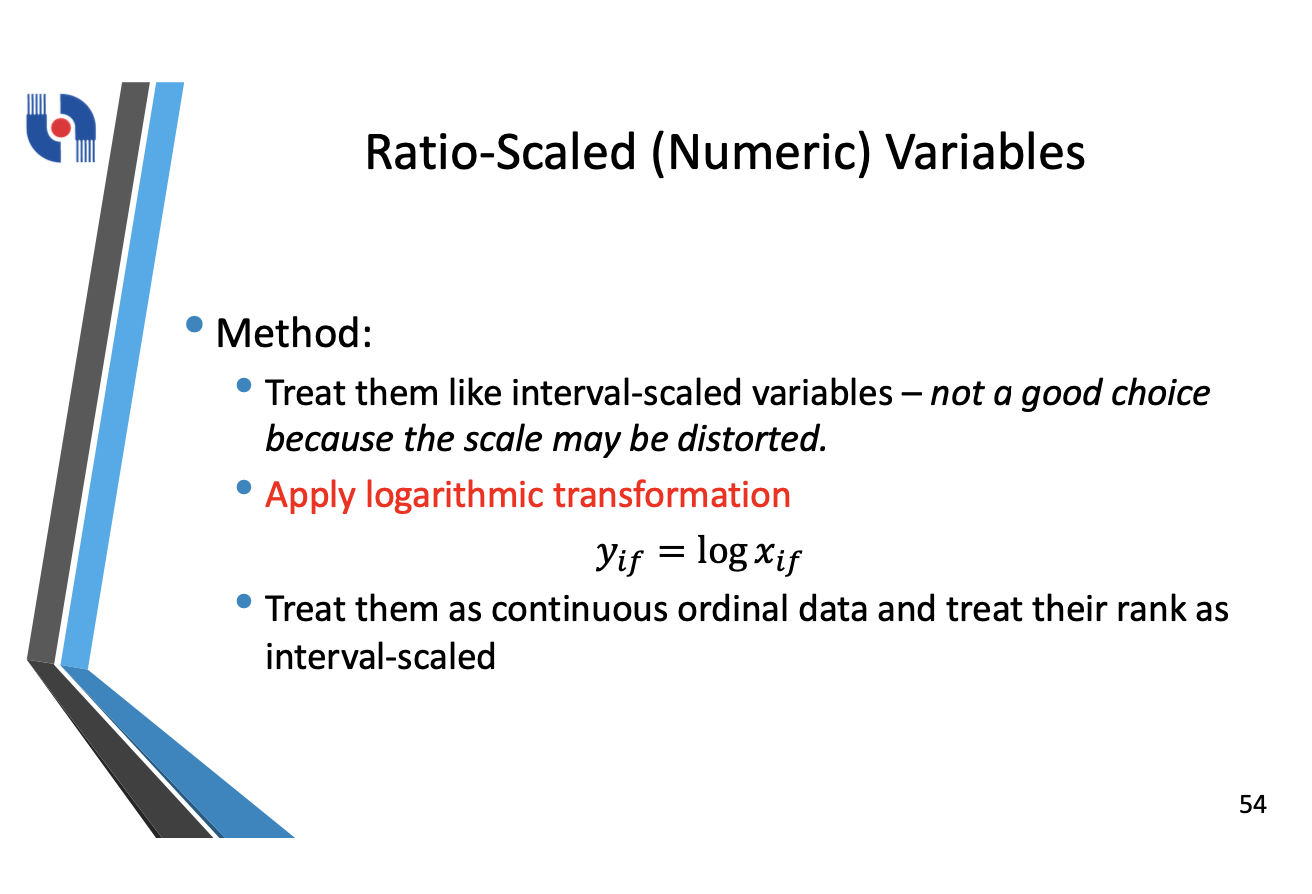 Ratio-Scaled (Numeric) Variables
• Method:
• Treat them like interval-scaled variables – not a good choice
because the scale may be distorted.
• Apply logarithmic transformation
y_{if} = log x_{if}
• Treat them as continuous ordinal data and treat their rank as
interval-scaled
54